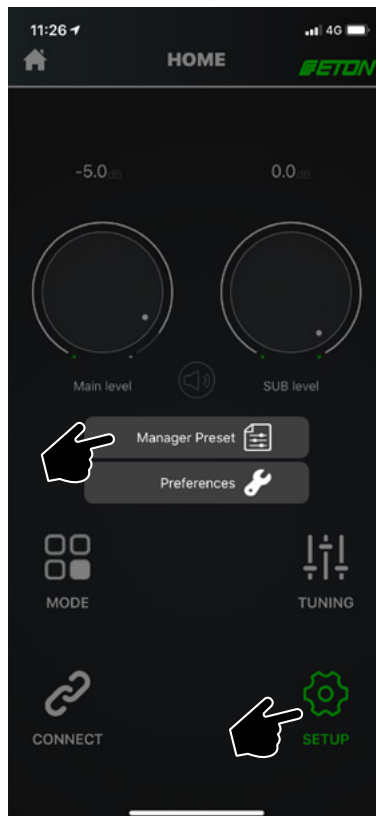 11:26 4G
HOME ETON
-5.0dB 0.0dB
Main level SUB level
Manager Preset
Preferences
MODE TUNING
CONNECT SETUP